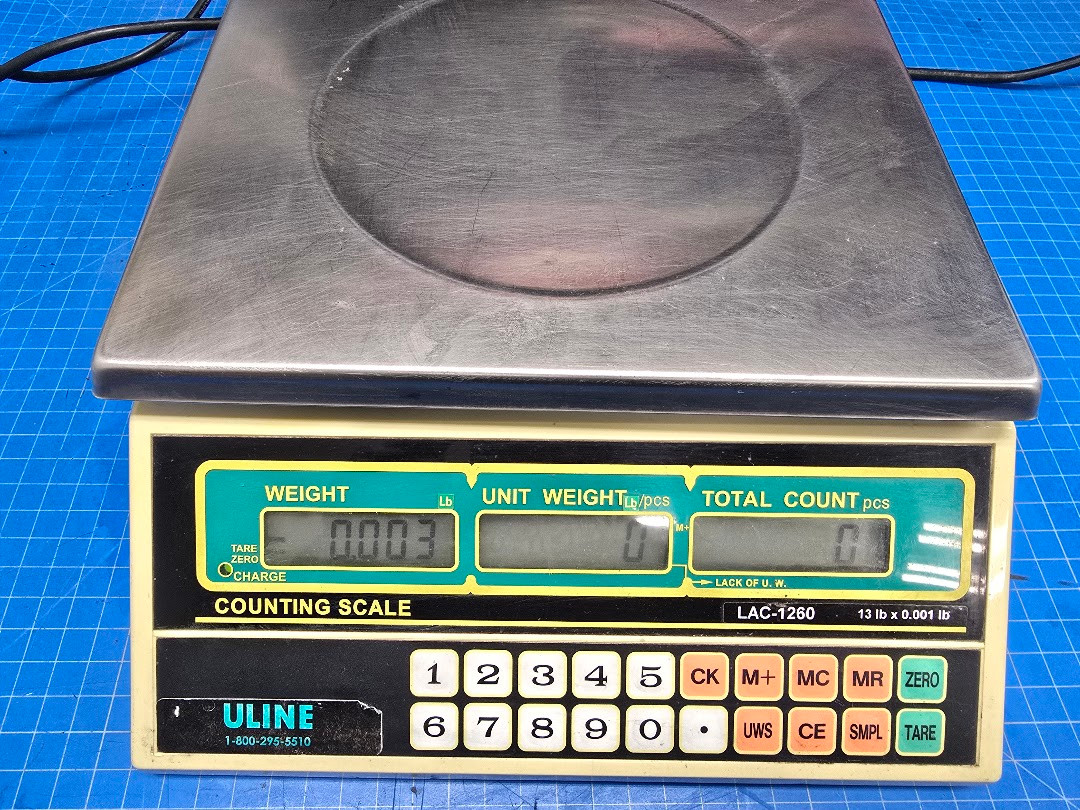 WEIGHT Lb UNIT WEIGHT Lb/pcs TOTAL COUNT pcs
0.003 0 M+ 0
TARE
ZERO
CHARGE
LACK OF U. W.
COUNTING SCALE LAC-1260 13 lb x 0.001 lb
1 2 3 4 5 CK M+ MC MR ZERO
6 7 8 9 0 • UWS CE SMPL TARE
ULINE
1-800-295-5510